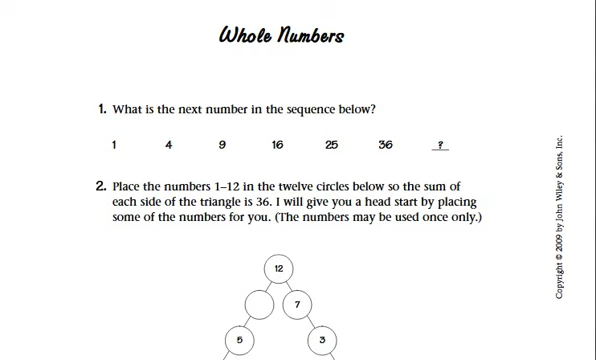 Whole Numbers
1. What is the next number in the sequence below?
1 4 9 16 25 36 ?
2. Place the numbers 1–12 in the twelve circles below so the sum of
each side of the triangle is 36. I will give you a head start by placing
some of the numbers for you. (The numbers may be used once only.)
12
7
5 3
Copyright © 2009 by John Wiley & Sons, Inc.